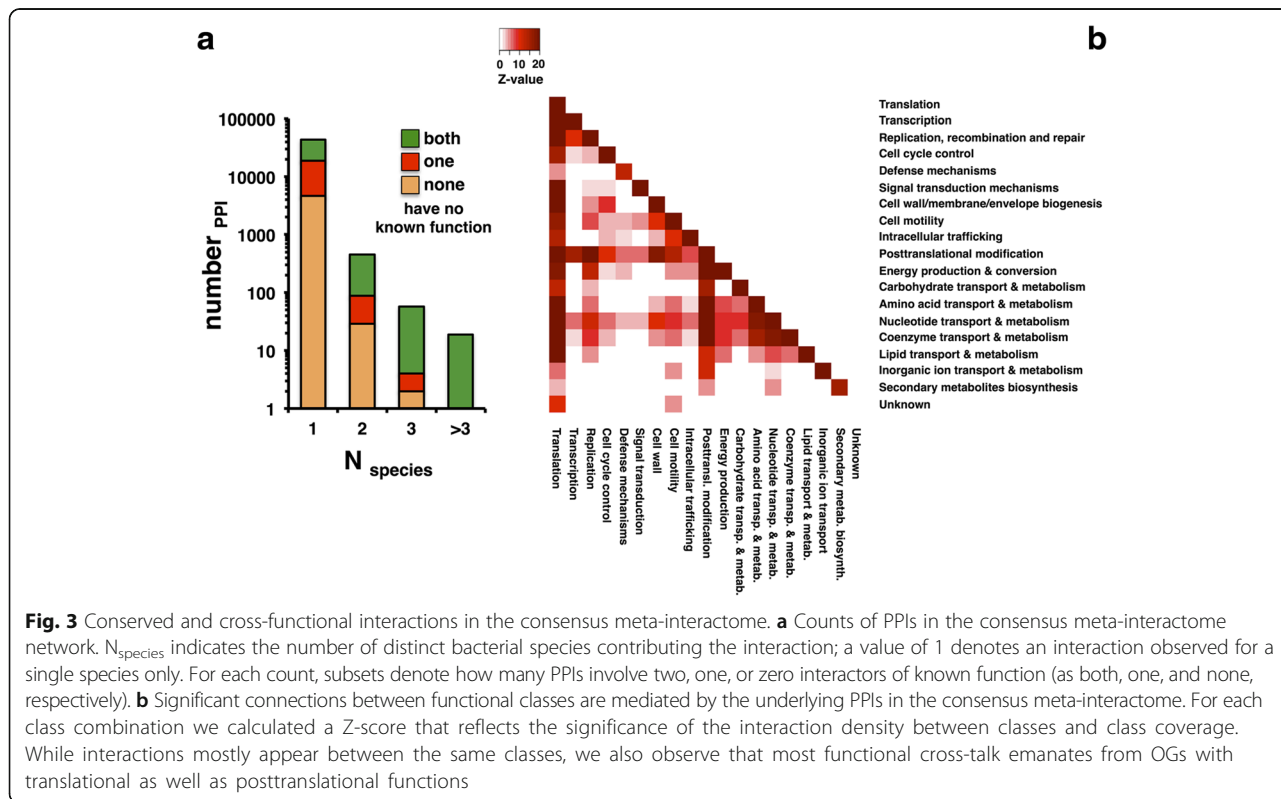 a
b
0 10 20
Z-value
number PPI
100000
10000
1000
100
10
1
both
one
none
have no
known function
1 2 3 >3
N species
Translation
Transcription
Replication, recombination and repair
Cell cycle control
Defense mechanisms
Signal transduction mechanisms
Cell wall/membrane/envelope biogenesis
Cell motility
Intracellular trafficking
Posttranslational modification
Energy production & conversion
Carbohydrate transport & metabolism
Amino acid transport & metabolism
Nucleotide transport & metabolism
Coenzyme transport & metabolism
Lipid transport & metabolism
Inorganic ion transport & metabolism
Secondary metabolites biosynthesis
Unknown
Translation
Transcription
Replication
Cell cycle control
Defense mechanisms
Signal transduction
Cell wall
Cell motility
Intracellular trafficking
Posttransl. modification
Energy production
Carbohydrate transp. & metab.
Amino acid transp. & metab.
Nucleotide transp. & metab.
Coenzyme transp. & metab.
Lipid transport & metab.
Inorganic ion transport
Secondary metab. biosynth.
Unknown
Fig. 3 Conserved and cross-functional interactions in the consensus meta-interactome. a Counts of PPIs in the consensus meta-interactome
network. Nspecies indicates the number of distinct bacterial species contributing the interaction; a value of 1 denotes an interaction observed for a
single species only. For each count, subsets denote how many PPIs involve two, one, or zero interactors of known function (as both, one, and none,
respectively). b Significant connections between functional classes are mediated by the underlying PPIs in the consensus meta-interactome. For each
class combination we calculated a Z-score that reflects the significance of the interaction density between classes and class coverage.
While interactions mostly appear between the same classes, we also observe that most functional cross-talk emanates from OGs with
translational as well as posttranslational functions